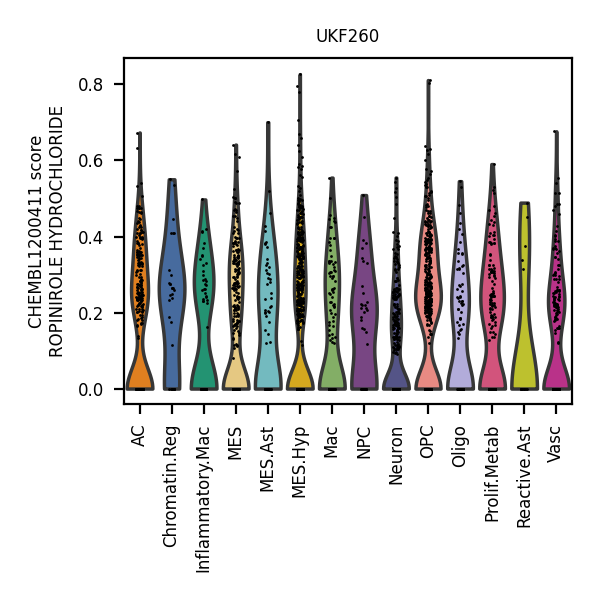 UKF260
CHEMBL1200411 score
ROPINIROLE HYDROCHLORIDE
0.8
0.6
0.4
0.2
0.0
AC
Chromatin.Reg
Inflammatory.Mac
MES
MES.Ast
MES.Hyp
Mac
NPC
Neuron
OPC
Oligo
Prolif.Metab
Reactive.Ast
Vasc